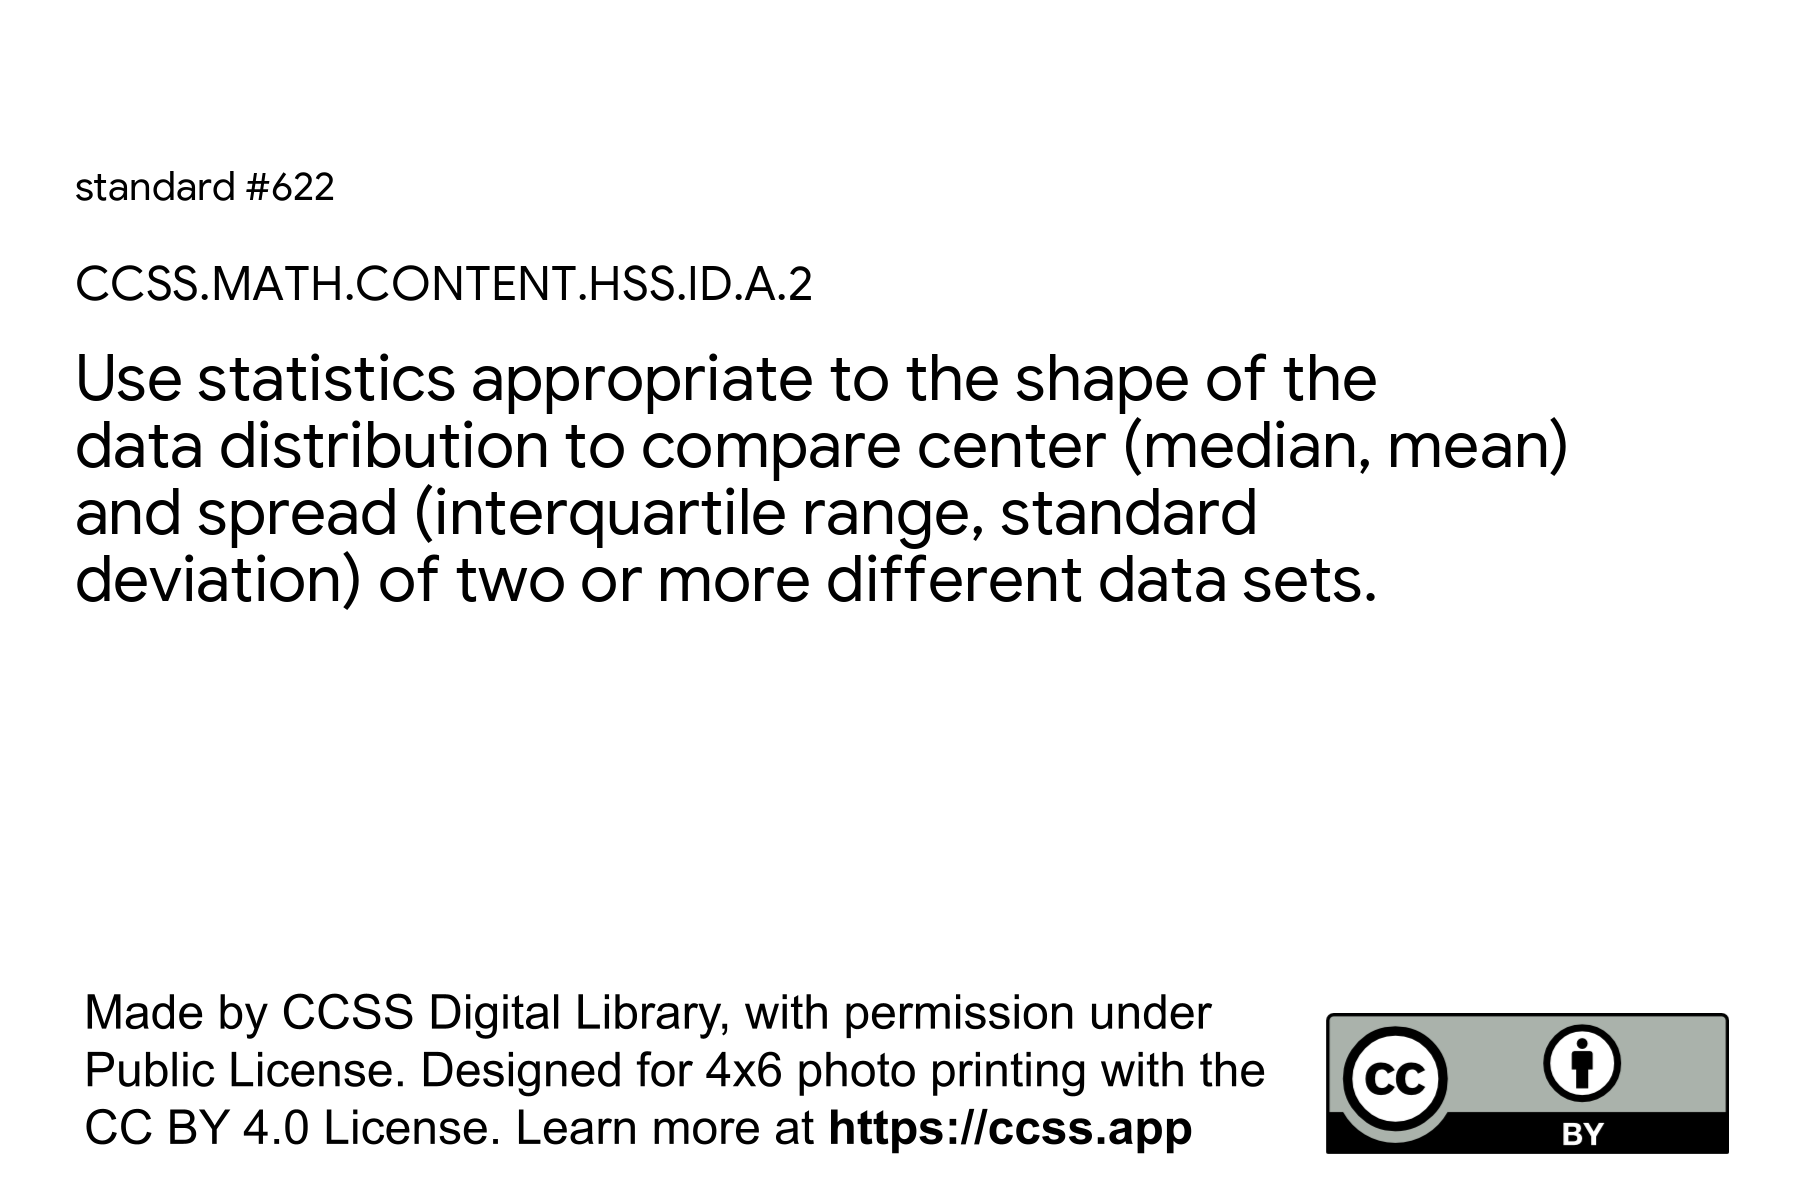 standard #622
CCSS.MATH.CONTENT.HSS.ID.A.2
Use statistics appropriate to the shape of the
data distribution to compare center (median, mean)
and spread (interquartile range, standard
deviation) of two or more different data sets.
Made by CCSS Digital Library, with permission under
Public License. Designed for 4x6 photo printing with the
CC BY 4.0 License. Learn more at https://ccss.app
CC
BY